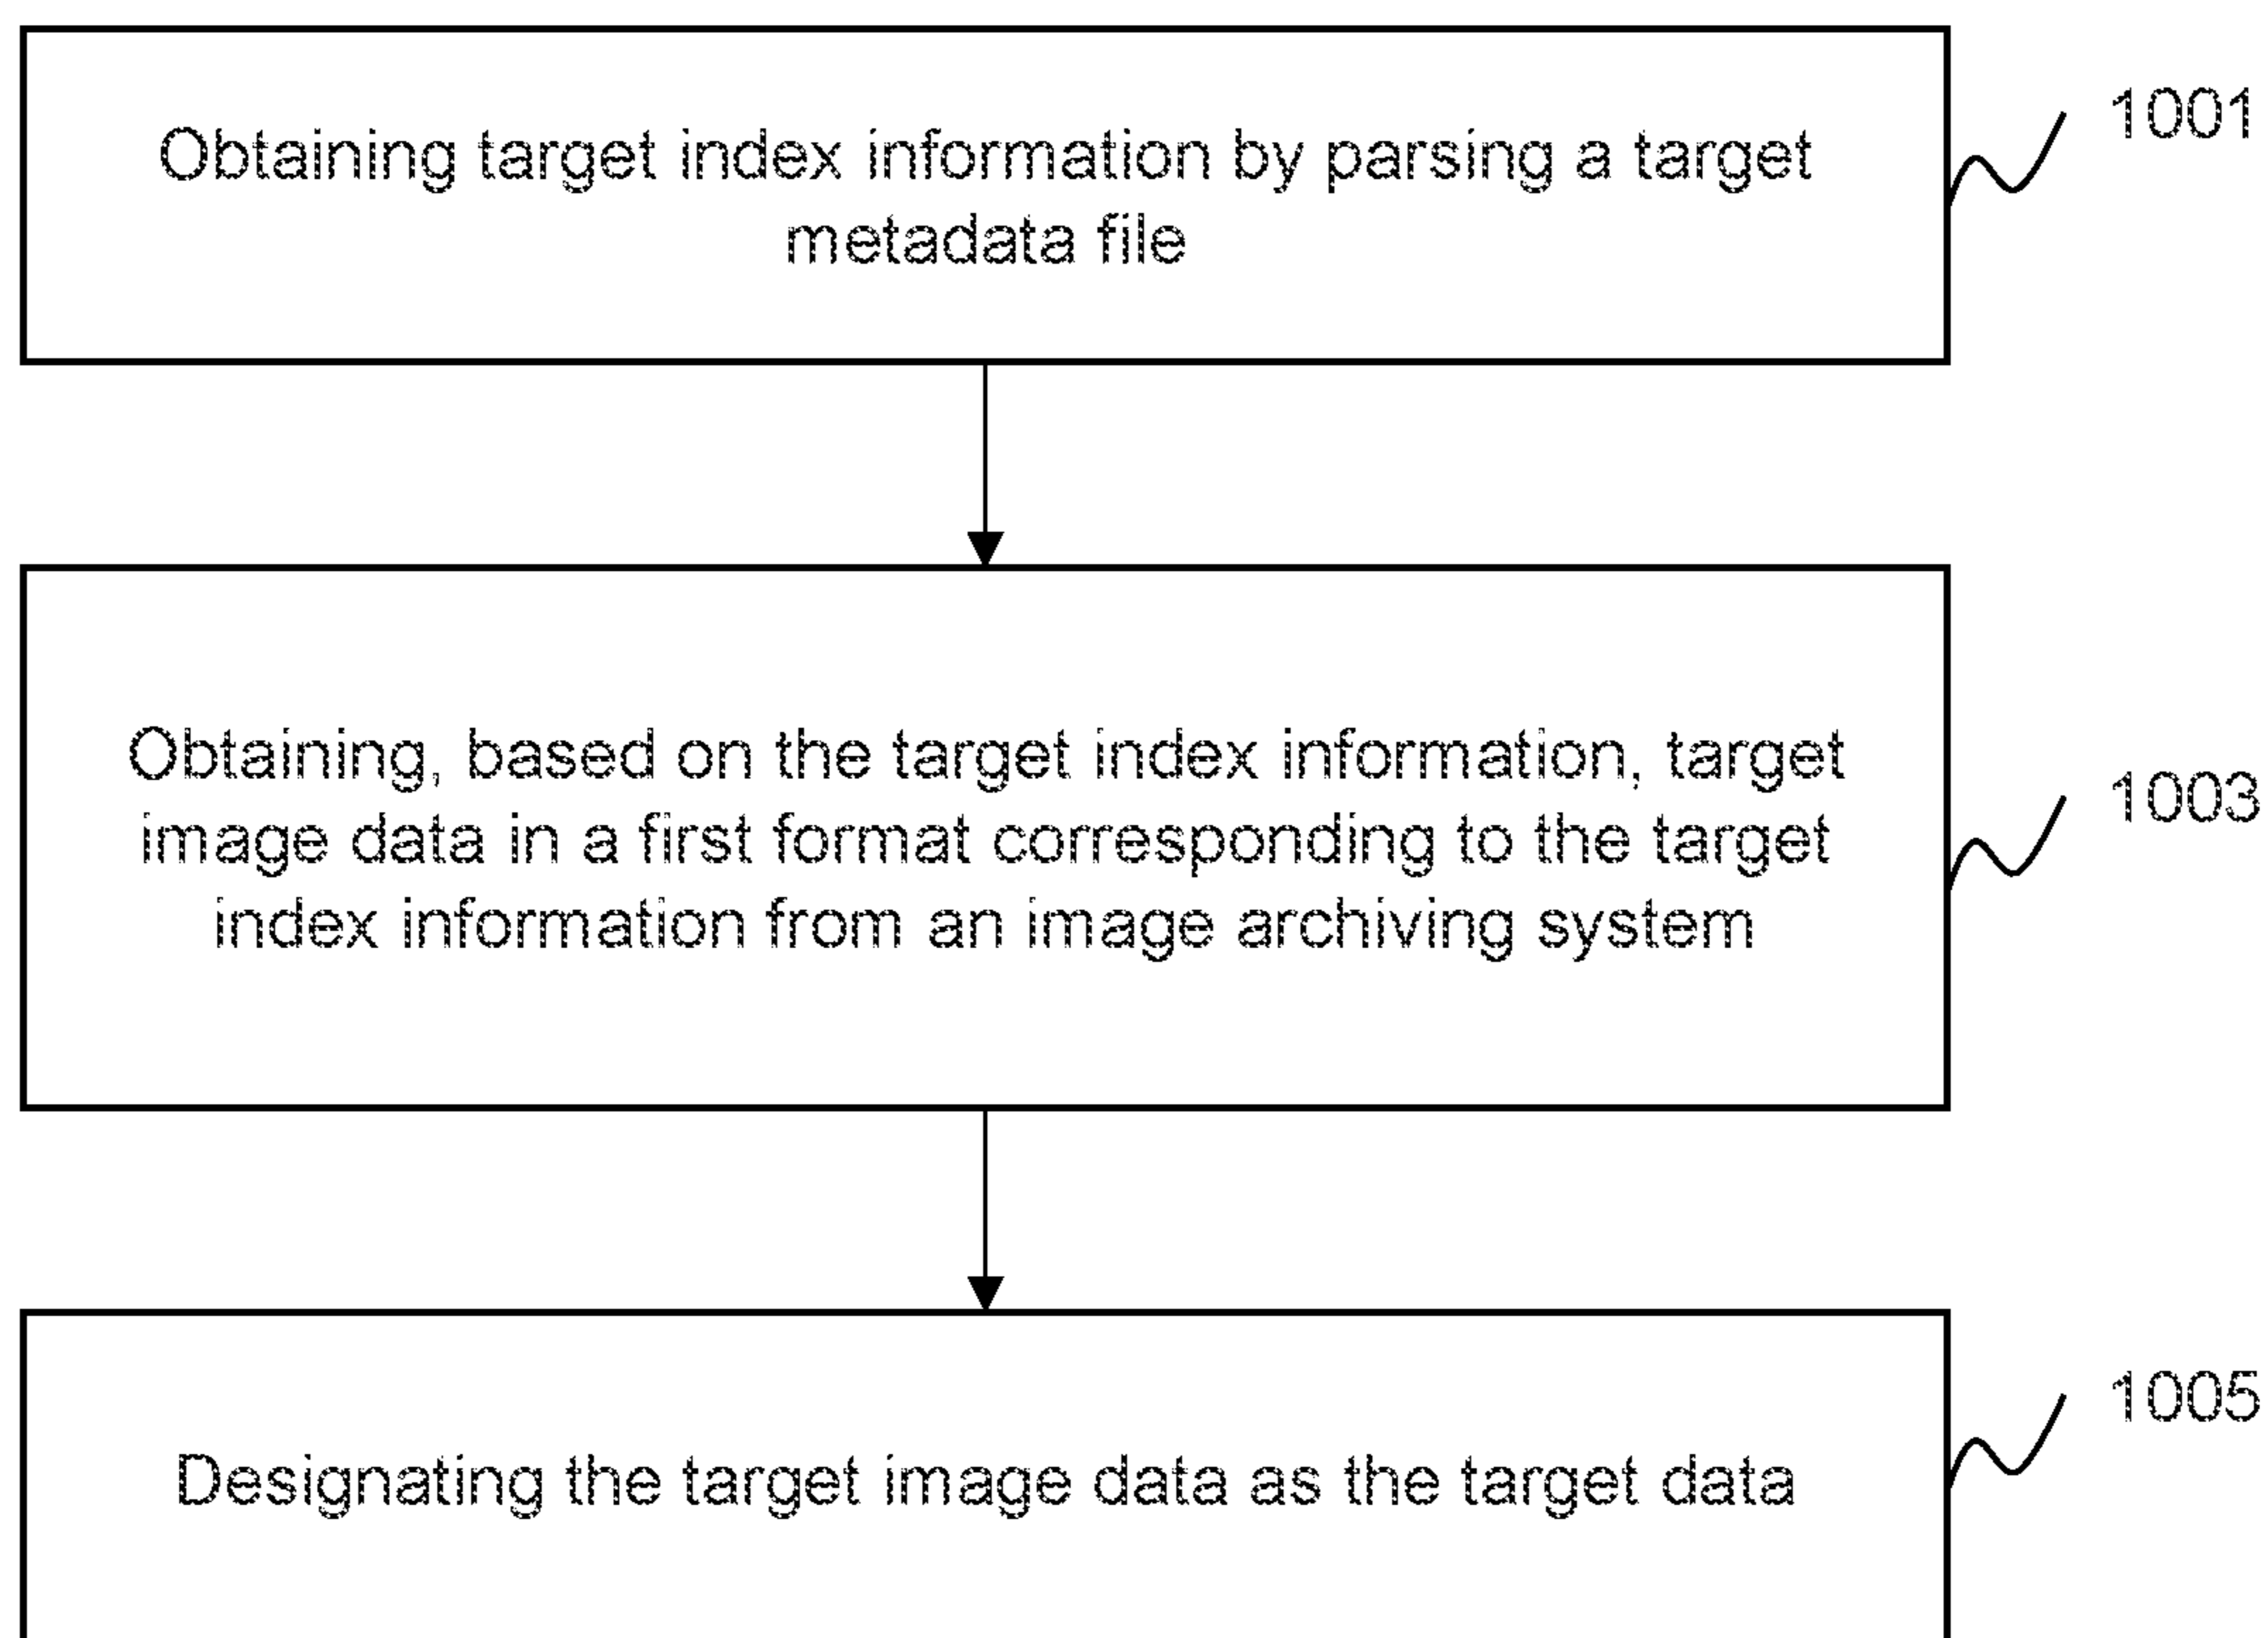 Obtaining target index information by parsing a target
metadata file
1001
Obtaining, based on the target index information, target
image data in a first format corresponding to the target
index information from an image archiving system
1003
Designating the target image data as the target data
1005